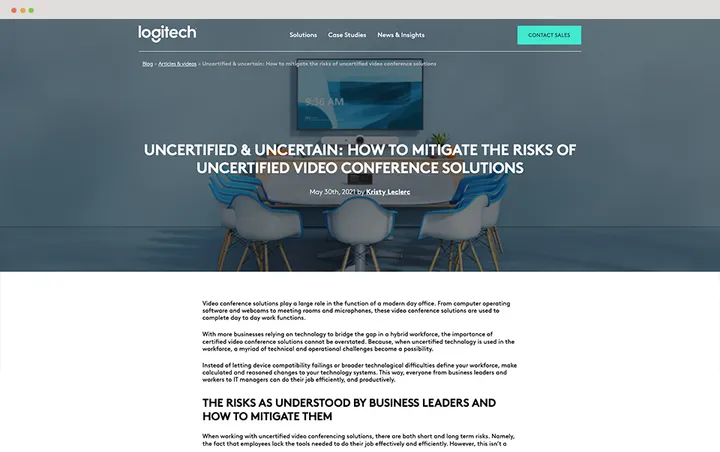 logitech
Solutions Case Studies News & Insights
CONTACT SALES
Blog » Articles & videos » Uncertified & uncertain: How to mitigate the risks of uncertified video conference solutions
9:36 AM
UNCERTIFIED & UNCERTAIN: HOW TO MITIGATE THE RISKS OF
UNCERTIFIED VIDEO CONFERENCE SOLUTIONS
May 30th, 2021 by Kristy Leclerc
Video conference solutions play a large role in the function of a modern day office. From computer operating
software and webcams to meeting rooms and microphones, these video conference solutions are used to
complete day to day work functions.
With more businesses relying on technology to bridge the gap in a hybrid workforce, the importance of
certified video conference solutions cannot be overstated. Because, when uncertified technology is used in the
workforce, a myriad of technical and operational challenges become a possibility.
Instead of letting device compatibility failings or broader technological difficulties define your workforce, make
calculated and reasoned changes to your technology systems. This way, everyone from business leaders and
workers to IT managers can do their job efficiently, and productively.
THE RISKS AS UNDERSTOOD BY BUSINESS LEADERS AND
HOW TO MITIGATE THEM
When working with uncertified video conferencing solutions, there are both short and long term risks. Namely,
the fact that employees lack the tools needed to do their job effectively and efficiently. However, this isn't a